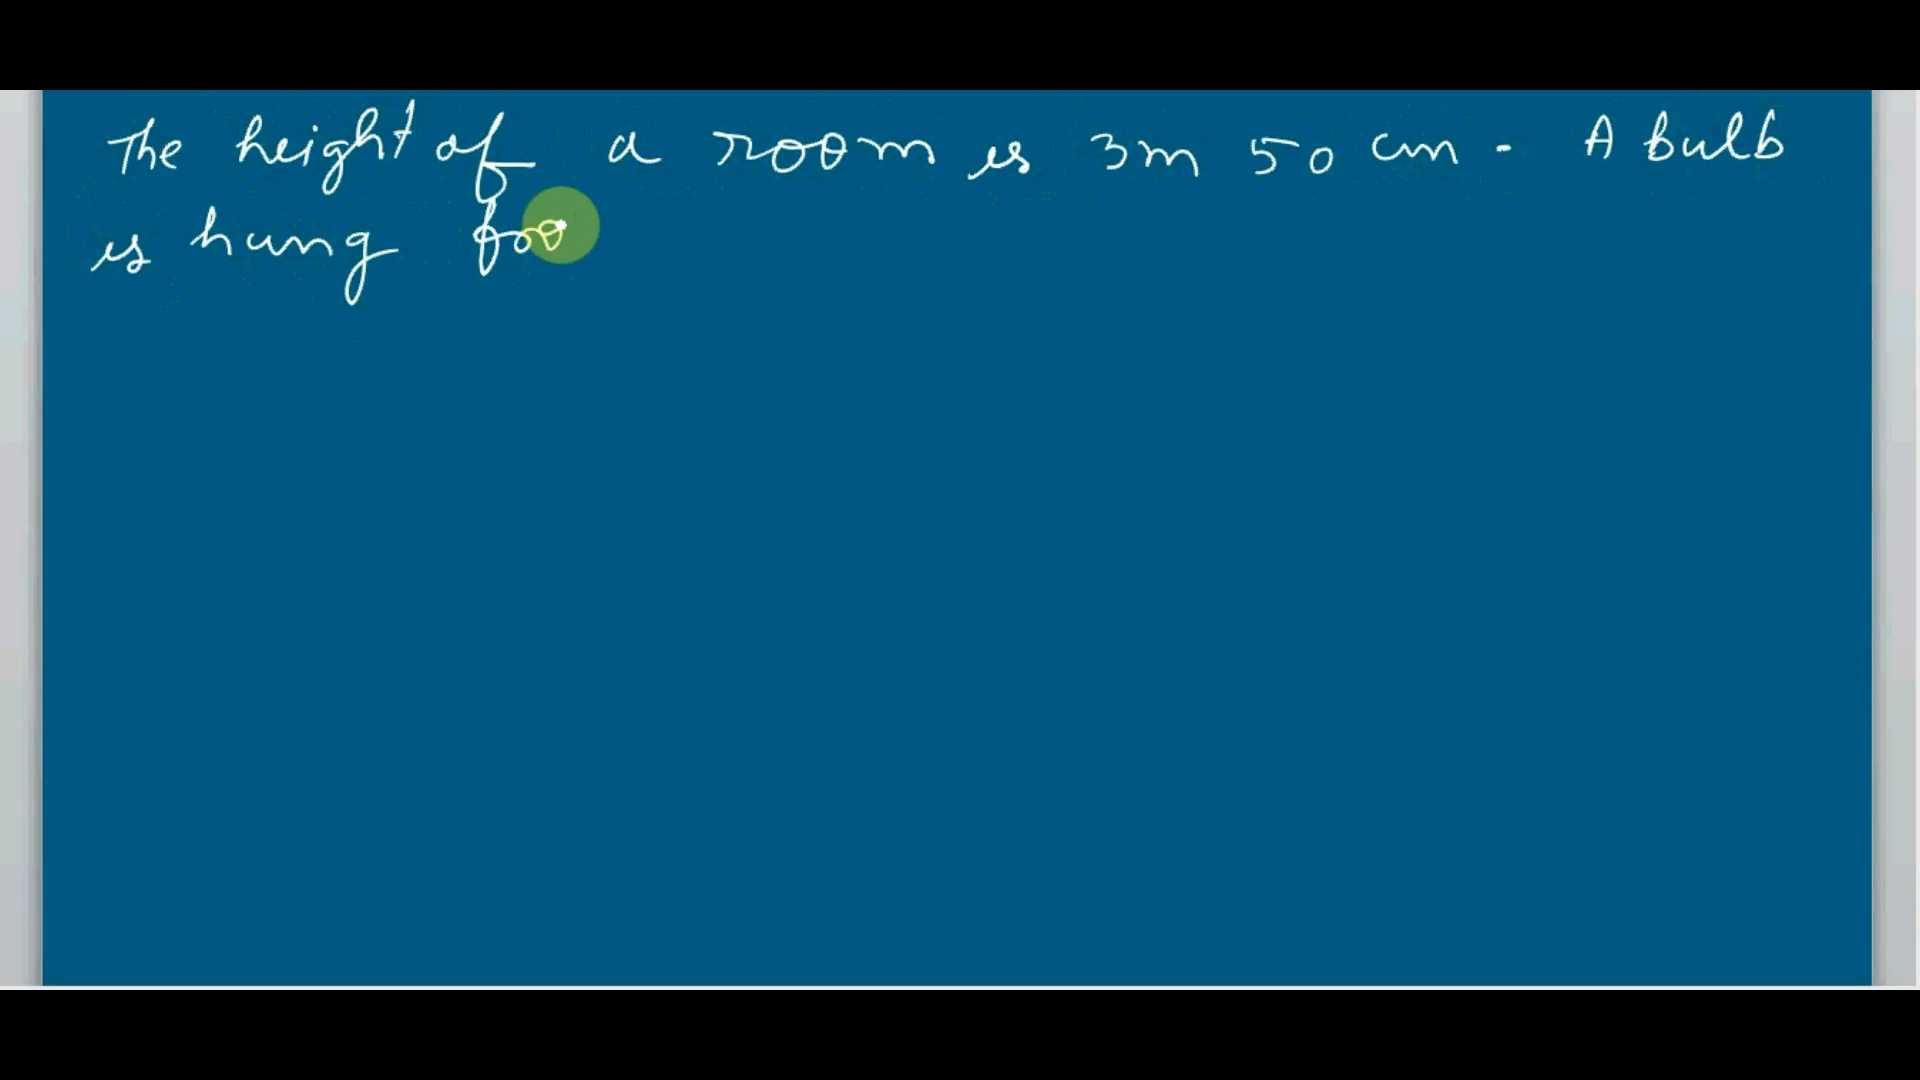 The height of a room is 3m 50 cm. A bulb
is hung